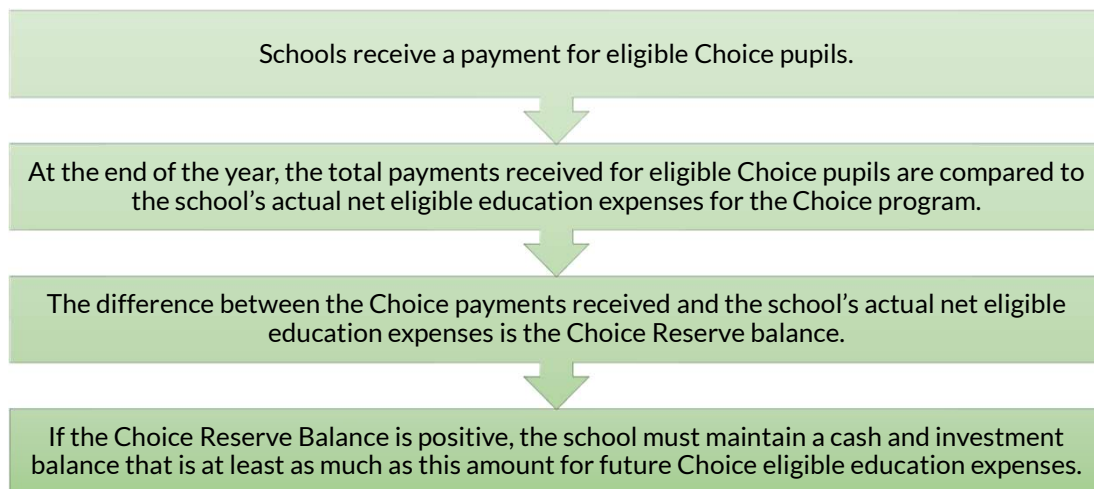 Schools receive a payment for eligible Choice pupils.
At the end of the year, the total payments received for eligible Choice pupils are compared to
the school’s actual net eligible education expenses for the Choice program.
The difference between the Choice payments received and the school’s actual net eligible
education expenses is the Choice Reserve balance.
If the Choice Reserve Balance is positive, the school must maintain a cash and investment
balance that is at least as much as this amount for future Choice eligible education expenses.